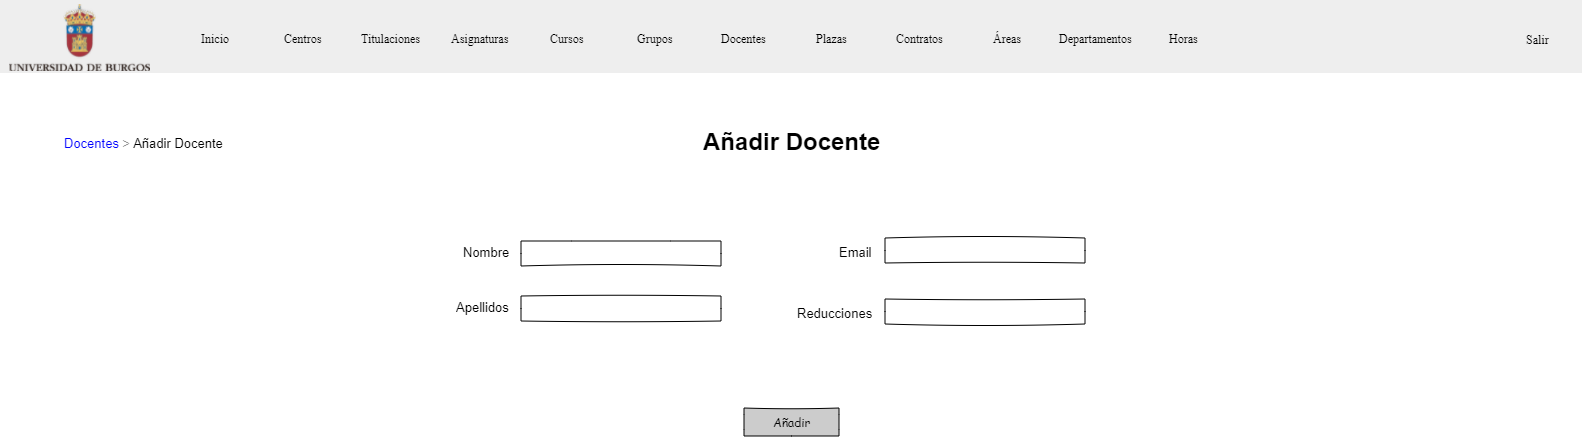 UNIVERSIDAD DE BURGOS
Inicio Centros Titulaciones Asignaturas Cursos Grupos Docentes Plazas Contratos Áreas Departamentos Horas Salir
Docentes > Añadir Docente
Añadir Docente
Nombre
Email
Apellidos
Reducciones
Añadir